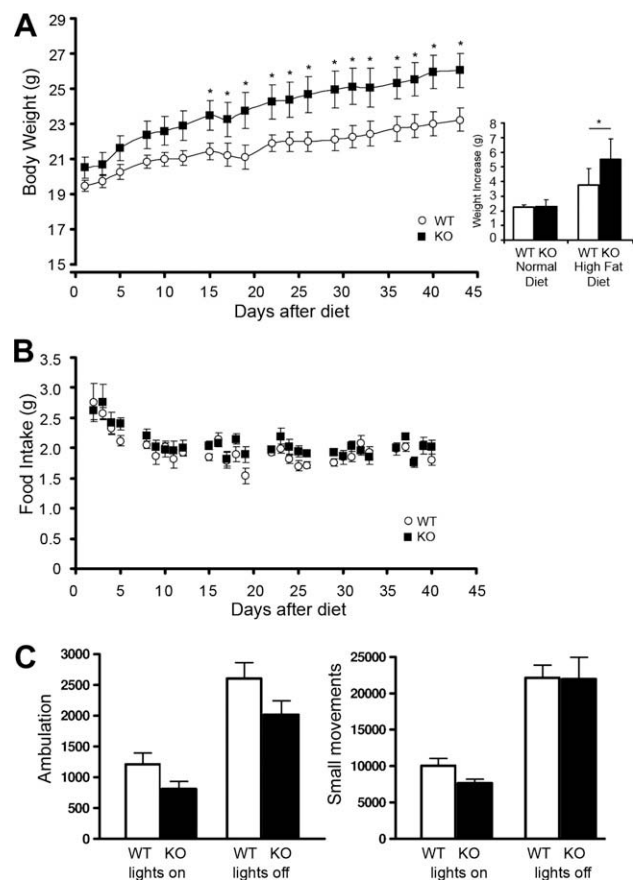 A
Body Weight (g)
29
27
25
23
21
19
17
15
* * * * * * * * * * * * * *
WT
KO
0 5 10 15 20 25 30 35 40 45
Days after diet
Weight Increase (g)
8
7
6
5
4
3
2
1
0
*
WT KO WT KO
Normal High Fat
Diet Diet
B
Food Intake (g)
3.5
3.0
2.5
2.0
1.5
1.0
0.5
0
WT
KO
0 5 10 15 20 25 30 35 40 45
Days after diet
C
Ambulation
3000
2500
2000
1500
1000
500
0
WT KO WT KO
lights on lights off
Small movements
25000
20000
15000
10000
5000
0
WT KO WT KO
lights on lights off